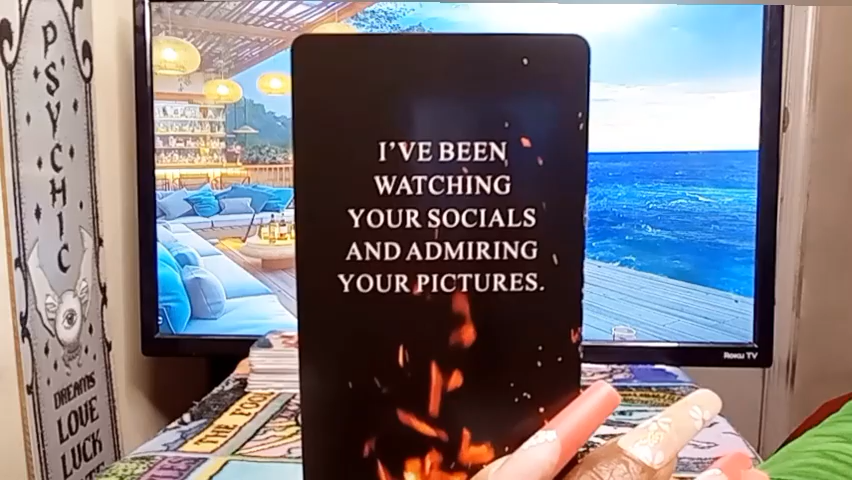 PSYCHIC
DREAMS
LOVE
LUCK
I'VE BEEN
WATCHING
YOUR SOCIALS
AND ADMIRING
YOUR PICTURES.
Roku TV
THE FOOL